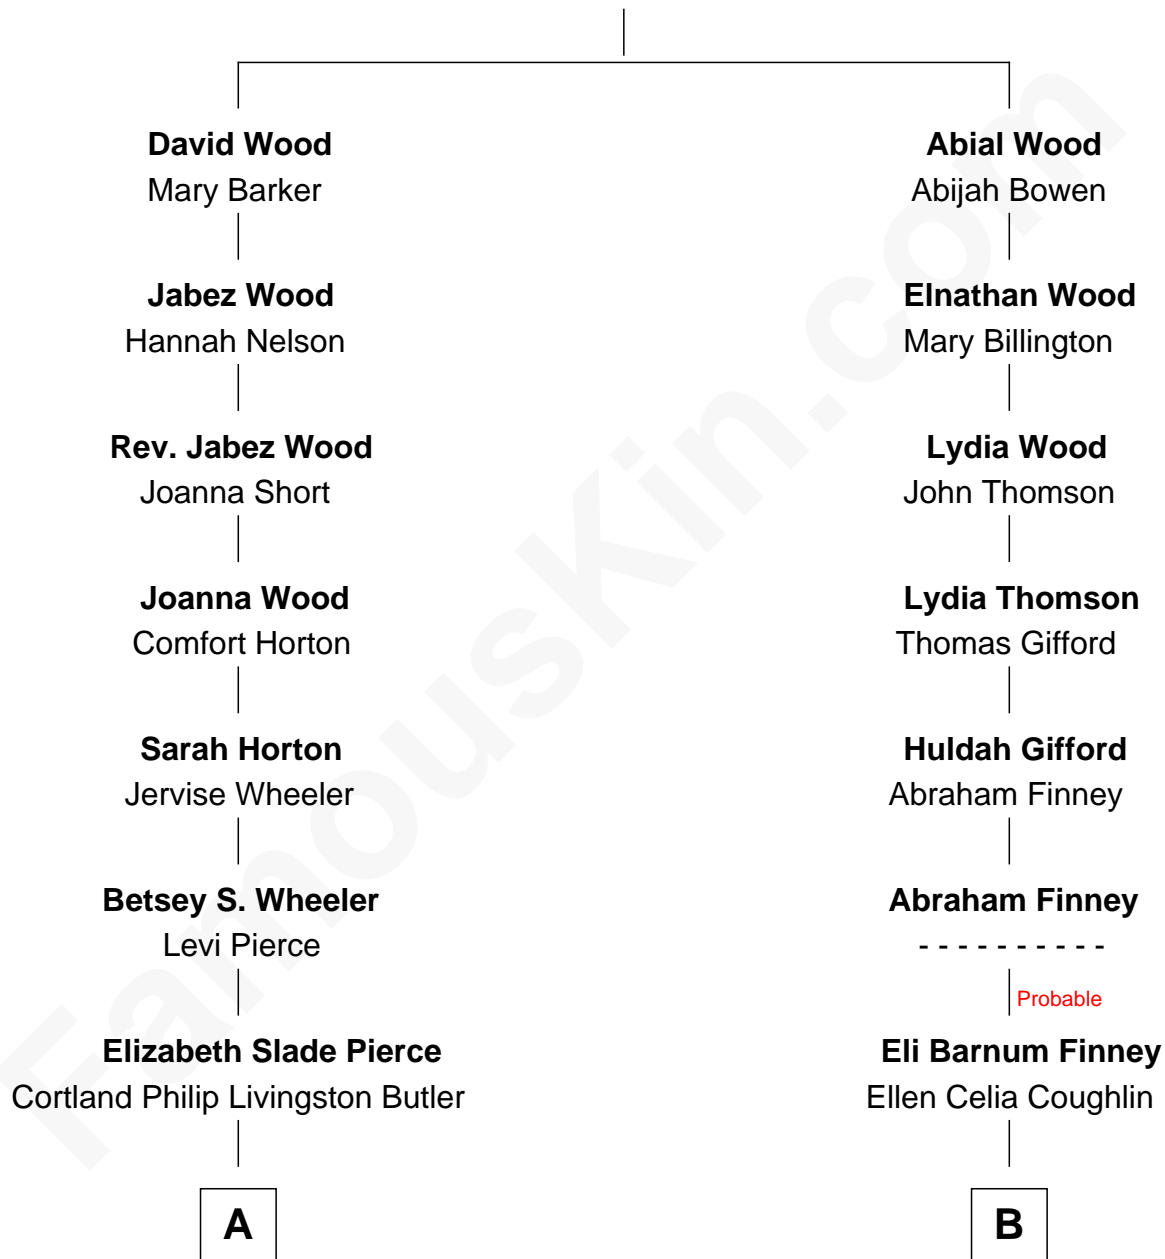 David Wood
Mary Barker
Abial Wood
Abijah Bowen
Jabez Wood
Hannah Nelson
Elnathan Wood
Mary Billington
Rev. Jabez Wood
Joanna Short
Lydia Wood
John Thomson
Joanna Wood
Comfort Horton
Lydia Thomson
Thomas Gifford
Sarah Horton
Jervise Wheeler
Huldah Gifford
Abraham Finney
Betsey S. Wheeler
Levi Pierce
Abraham Finney
- - - - - - - - - -
Probable
Elizabeth Slade Pierce
Cortland Philip Livingston Butler
Eli Barnum Finney
Ellen Celia Coughlin
A
B
FamousKin.com